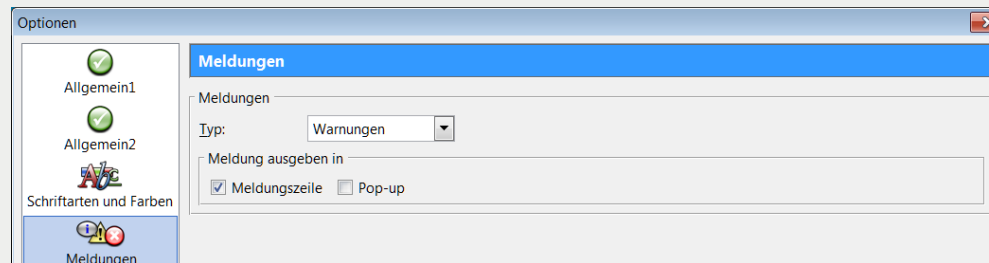 Optionen
Allgemein1
Allgemein2
Schriftarten und Farben
Meldungen
Meldungen
Meldungen
Typ: Warnungen
Meldung ausgeben in
Meldungszeile Pop-up